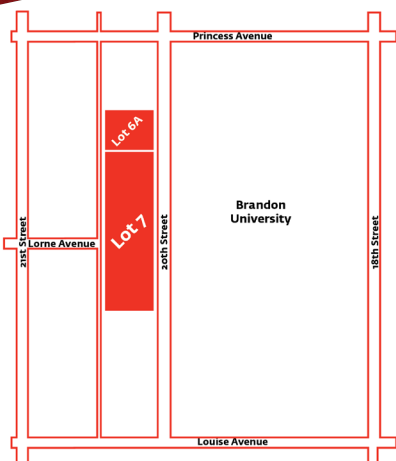 Princess Avenue
Lot 6A
Lot 7
Brandon
University
21st Street
Lorne Avenue
20th Street
18th Street
Louise Avenue